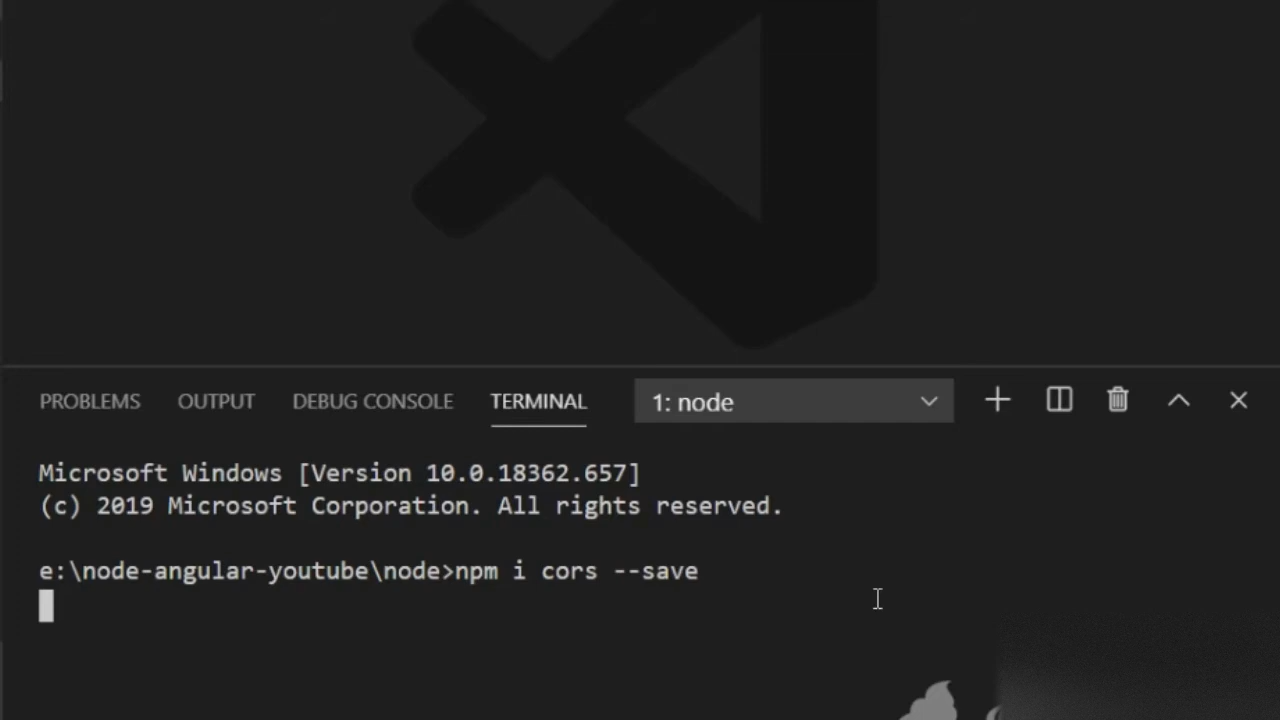 PROBLEMS OUTPUT DEBUG CONSOLE TERMINAL 1: node
Microsoft Windows [Version 10.0.18362.657]
(c) 2019 Microsoft Corporation. All rights reserved.
e:\node-angular-youtube\node>npm i cors --save